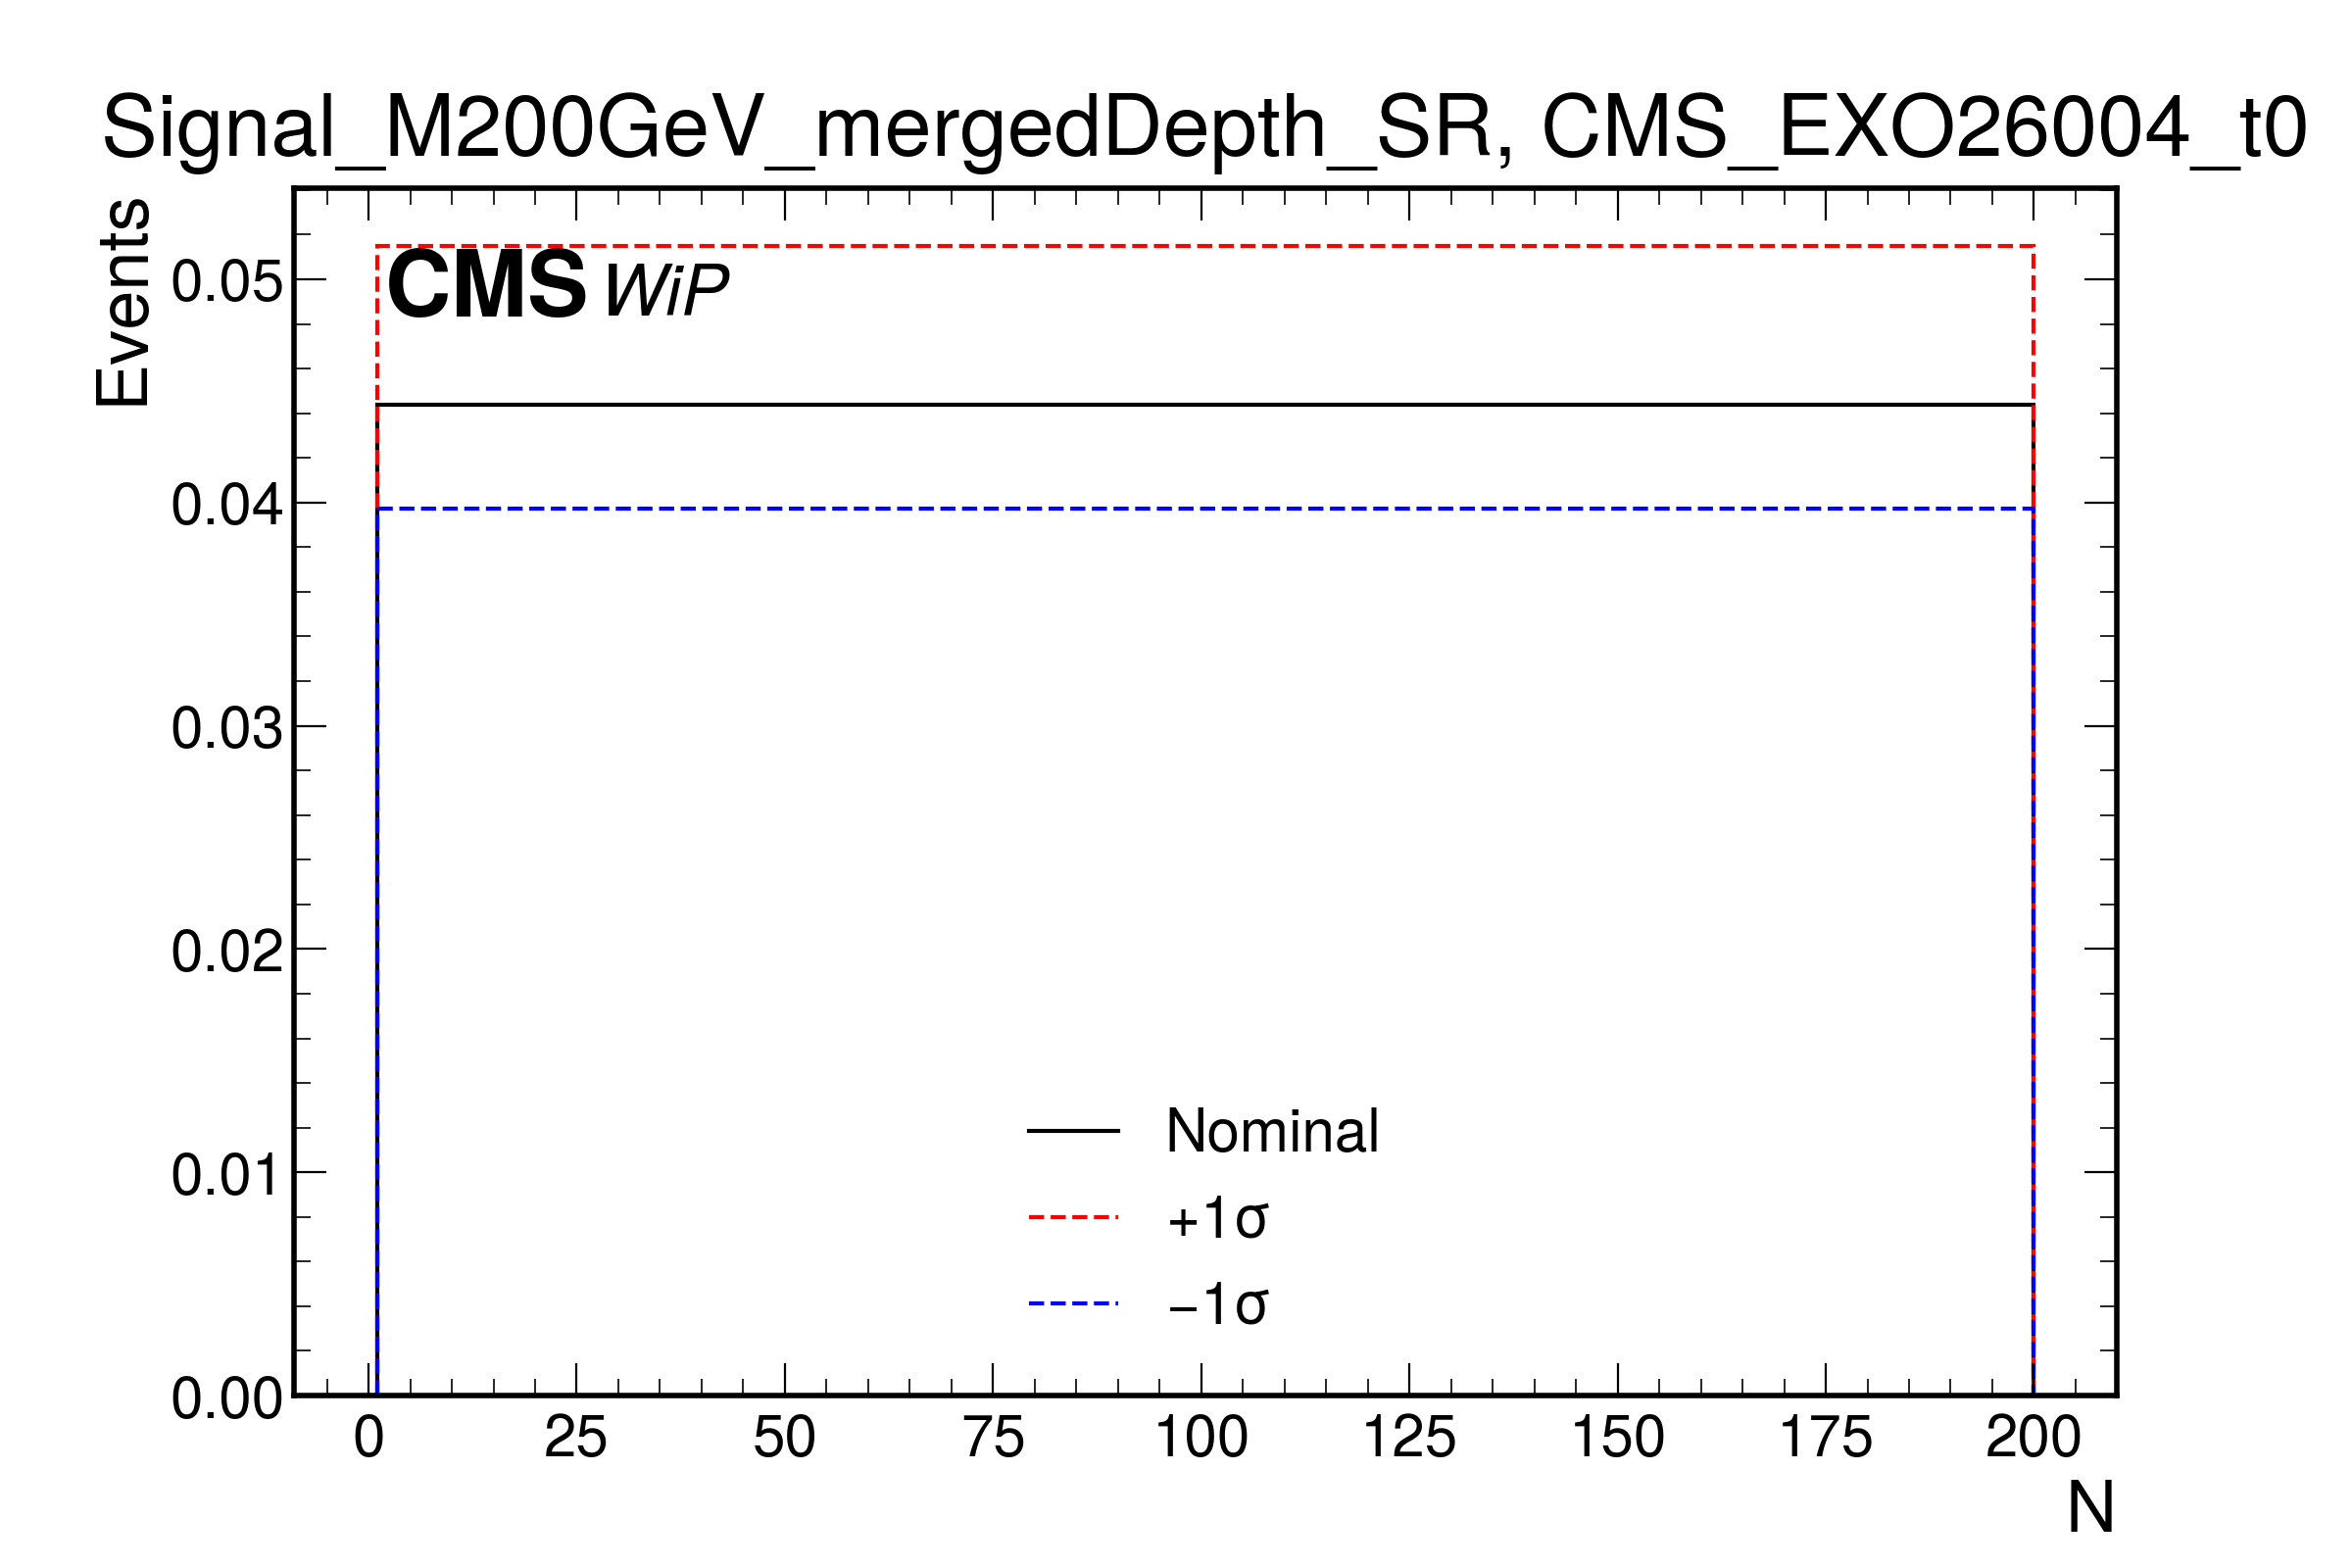 Signal_M200GeV_mergedDepth_SR, CMS_EXO26004_t0
Events
CMS WiP
0.05
0.04
0.03
0.02
0.01
0.00
Nominal
+1σ
−1σ
0 25 50 75 100 125 150 175 200
N